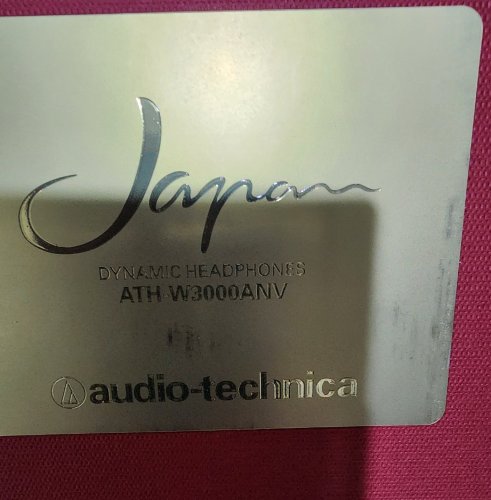 Japan
DYNAMIC HEADPHONES
ATH-W3000ANV
audio-technica